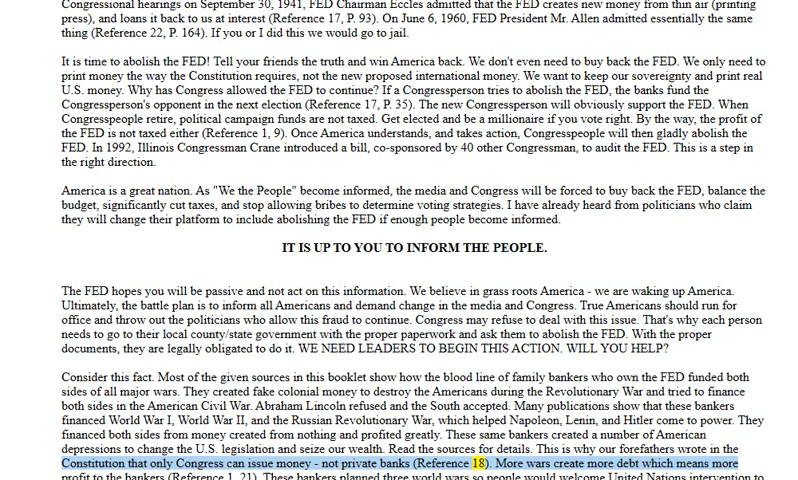 Congressional hearings on September 30, 1941, FED Chairman Eccles admitted that the FED creates new money from thin air (printing
press), and loans it back to us at interest (Reference 17, P. 93). On June 6, 1960, FED President Mr. Allen admitted essentially the same
thing (Reference 22, P. 164). If you or I did this we would go to jail.
It is time to abolish the FED! Tell your friends the truth and win America back. We don't even need to buy back the FED. We only need to
print money the way the Constitution requires, not the new proposed international money. We want to keep our sovereignty and print real
U.S. money. Why has Congress allowed the FED to continue? If a Congressperson tries to abolish the FED, the banks fund the
Congressperson's opponent in the next election (Reference 17, P. 35). The new Congressperson will obviously support the FED. When
Congresspeople retire, political campaign funds are not taxed. Get elected and be a millionaire if you vote right. By the way, the profit of
the FED is not taxed either (Reference 1, 9). Once America understands, and takes action, Congresspeople will then gladly abolish the
FED. In 1992, Illinois Congressman Crane introduced a bill, co-sponsored by 40 other Congressman, to audit the FED. This is a step in
the right direction.
America is a great nation. As "We the People" become informed, the media and Congress will be forced to buy back the FED, balance the
budget, significantly cut taxes, and stop allowing bribes to determine voting strategies. I have already heard from politicians who claim
they will change their platform to include abolishing the FED if enough people become informed.
IT IS UP TO YOU TO INFORM THE PEOPLE.
The FED hopes you will be passive and not act on this information. We believe in grass roots America - we are waking up America.
Ultimately, the battle plan is to inform all Americans and demand change in the media and Congress. True Americans should run for
office and throw out the politicians who allow this fraud to continue. Congress may refuse to deal with this issue. That's why each person
needs to go to their local county/state government with the proper paperwork and ask them to abolish the FED. With the proper
documents, they are legally obligated to do it. WE NEED LEADERS TO BEGIN THIS ACTION. WILL YOU HELP?
Consider this fact. Most of the given sources in this booklet show how the blood line of family bankers who own the FED funded both
sides of all major wars. They created fake colonial money to destroy the Americans during the Revolutionary War and tried to finance
both sides in the American Civil War. Abraham Lincoln refused and the South accepted. Many publications show that these bankers
financed World War I, World War II, and the Russian Revolutionary War, which helped Napoleon, Lenin, and Hitler come to power. They
financed both sides from money created from nothing and profited greatly. These same bankers created a number of American
depressions to change the U.S. legislation and seize our wealth. Read the sources for details. This is why our forefathers wrote in the
Constitution that only Congress can issue money - not private banks (Reference 18). More wars create more debt which means more
profit to the bankers (Reference 1, 21). These bankers planned three world wars so people would welcome United Nations intervention to